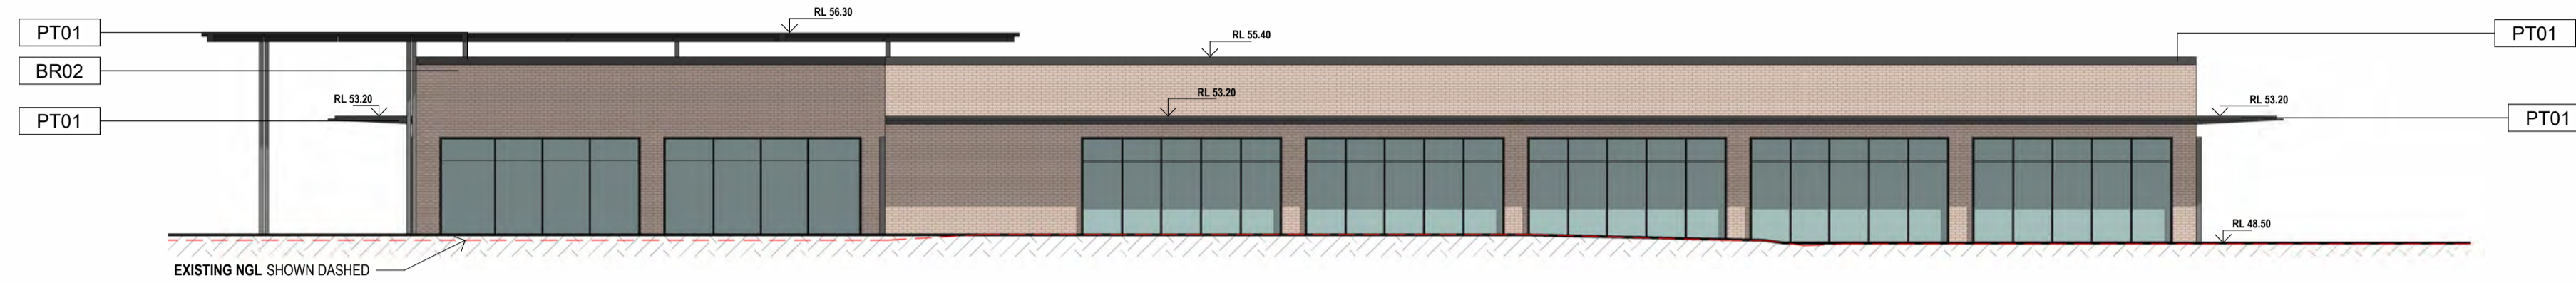 RL 56.30
PT01
RL 55.40
PT01
BR02
RL 53.20
RL 53.20
RL 53.20
PT01
PT01
RL 48.50
EXISTING NGL SHOWN DASHED